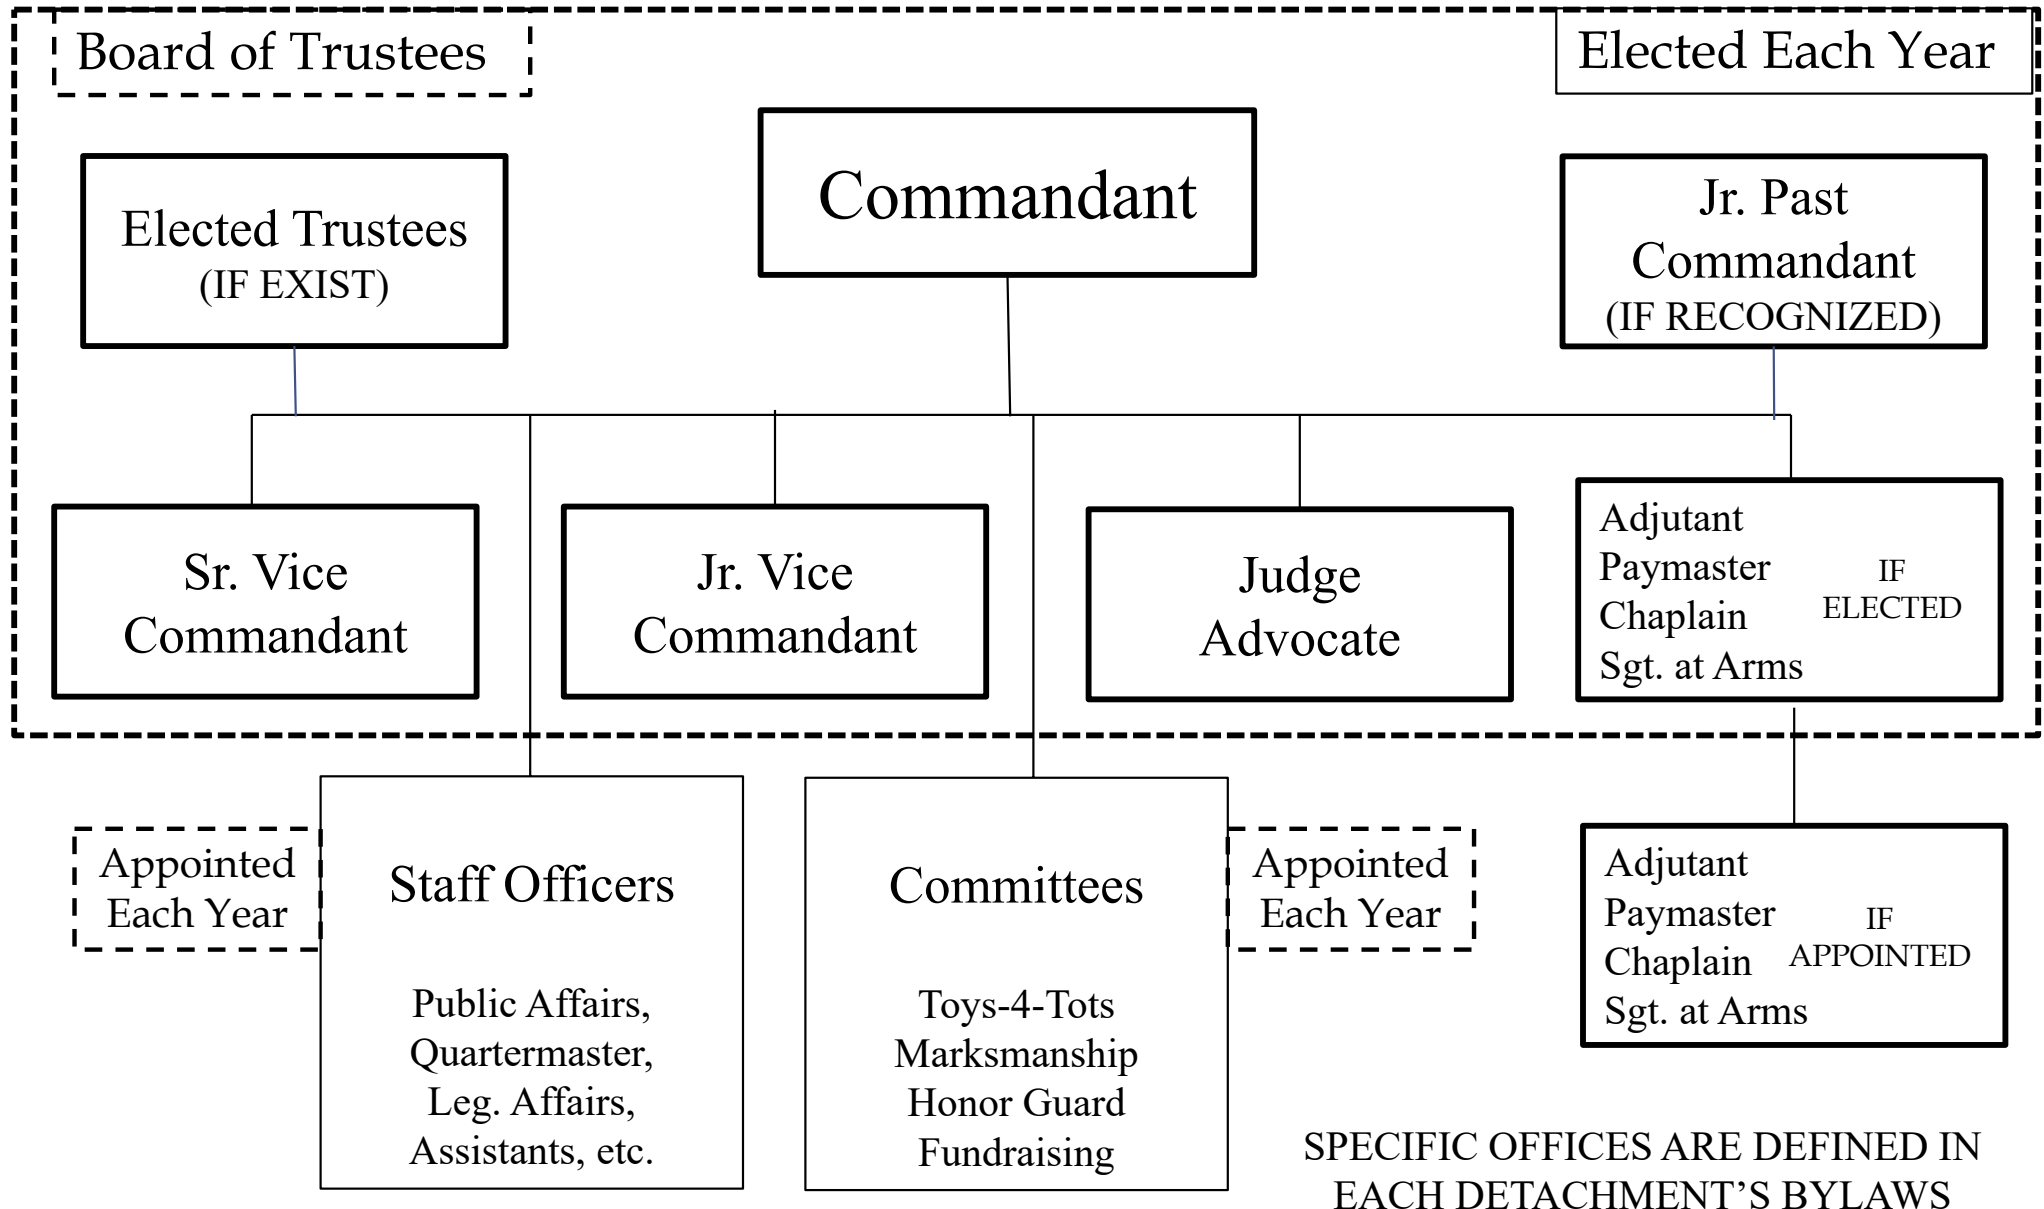 Board of Trustees
Elected Each Year
Commandant
Elected Trustees
(IF EXIST)
Jr. Past
Commandant
(IF RECOGNIZED)
Sr. Vice
Commandant
Jr. Vice
Commandant
Judge
Advocate
Adjutant
Paymaster
Chaplain
Sgt. at Arms
IF
ELECTED
Appointed
Each Year
Staff Officers
Public Affairs,
Quartermaster,
Leg. Affairs,
Assistants, etc.
Committees
Toys-4-Tots
Marksmanship
Honor Guard
Fundraising
Appointed
Each Year
Adjutant
Paymaster
Chaplain
Sgt. at Arms
IF
APPOINTED
SPECIFIC OFFICES ARE DEFINED IN
EACH DETACHMENT’S BYLAWS